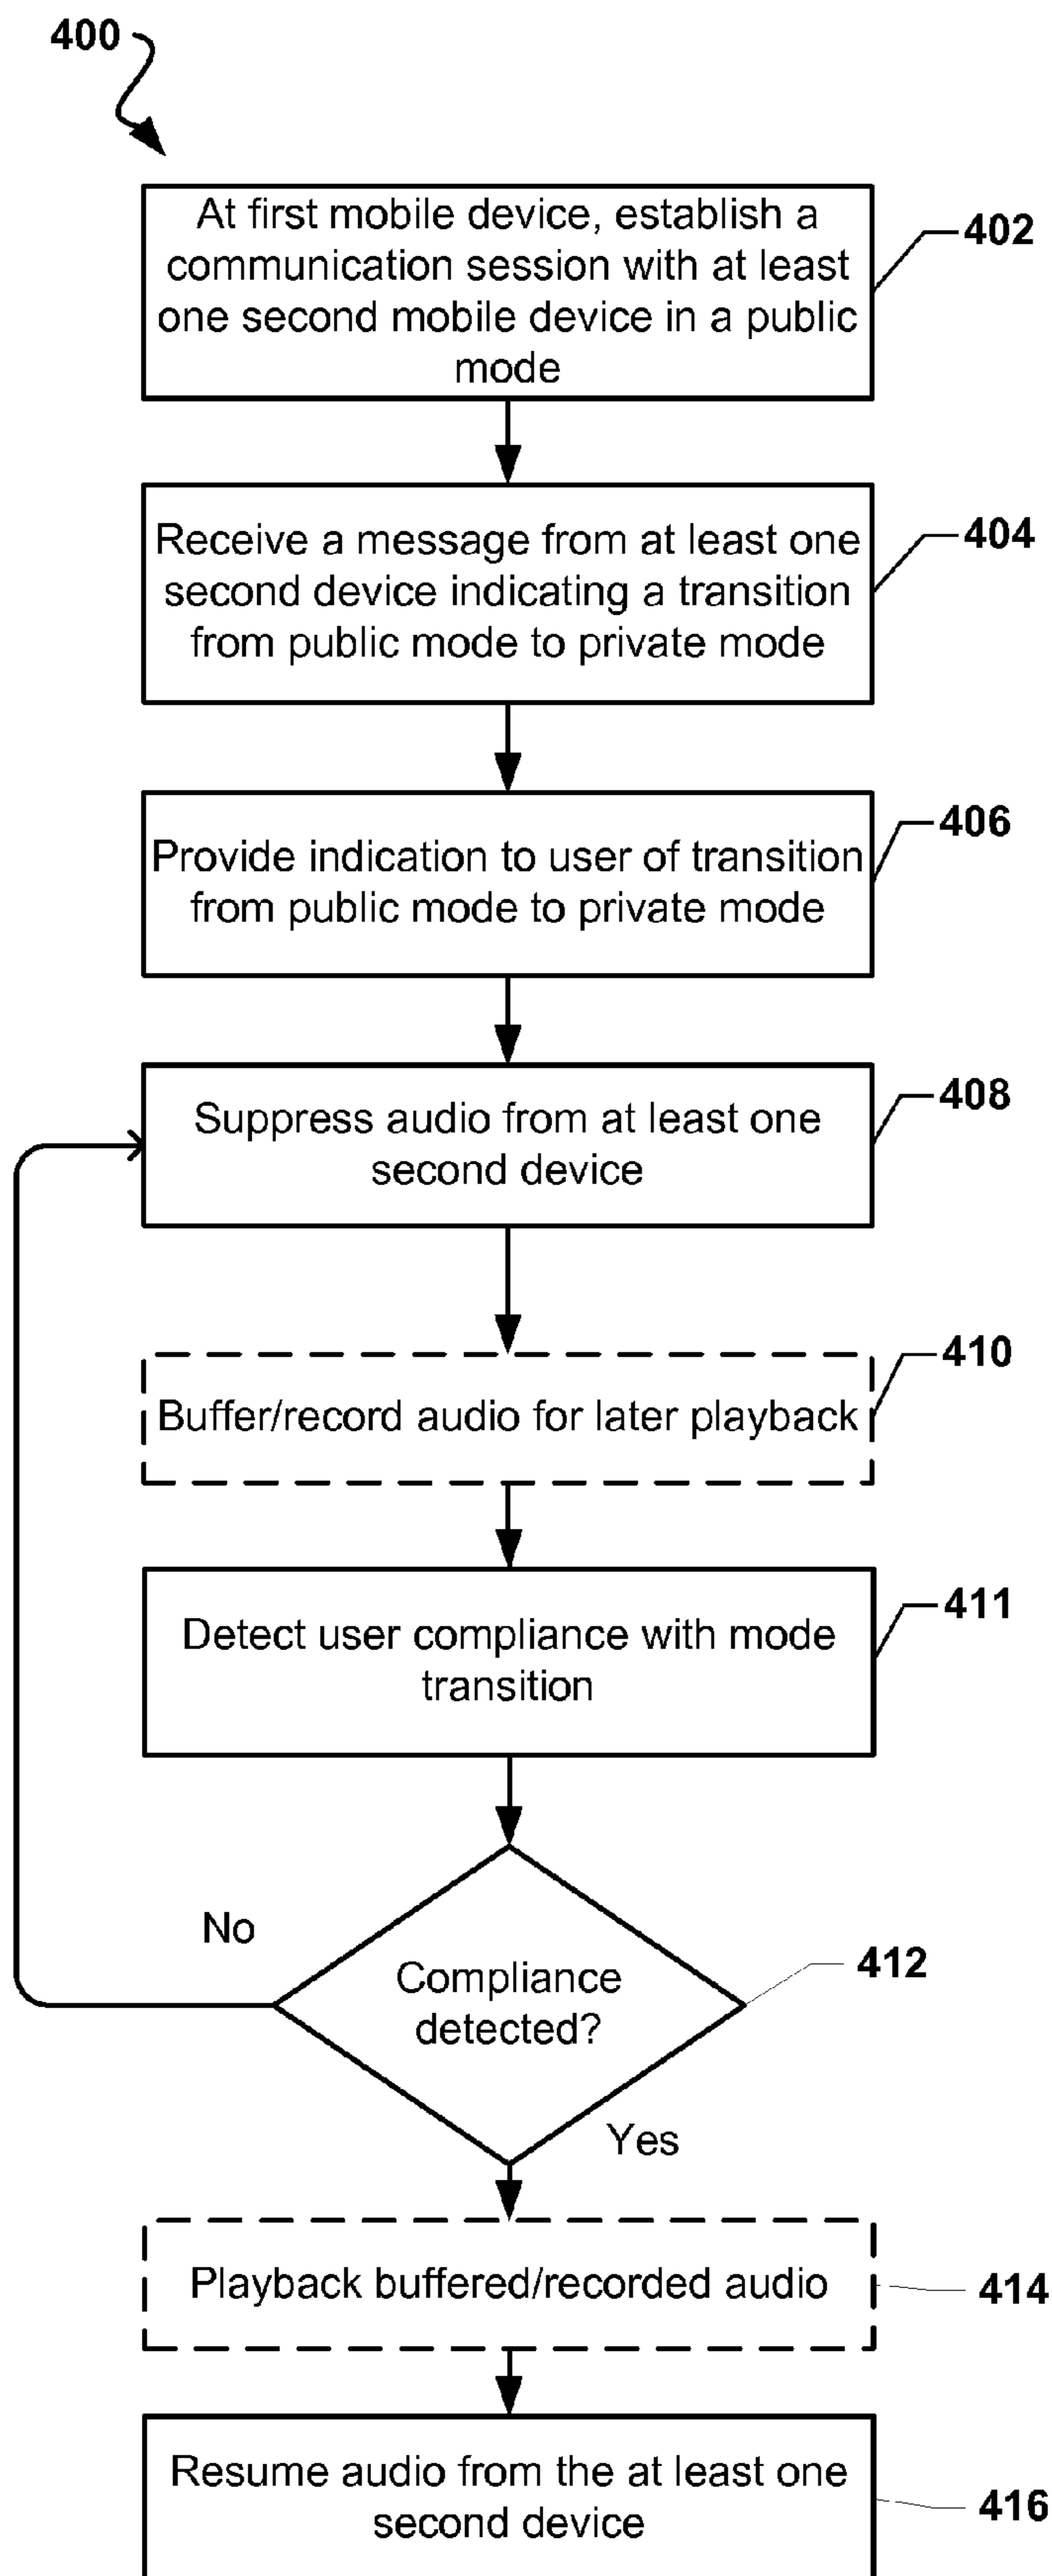 400
At first mobile device, establish a
communication session with at least
one second mobile device in a public
mode
402
Receive a message from at least one
second device indicating a transition
from public mode to private mode
404
Provide indication to user of transition
from public mode to private mode
406
Suppress audio from at least one
second device
408
Buffer/record audio for later playback
410
Detect user compliance with mode
transition
411
No
Compliance
detected?
412
Yes
Playback buffered/recorded audio
414
Resume audio from the at least one
second device
416